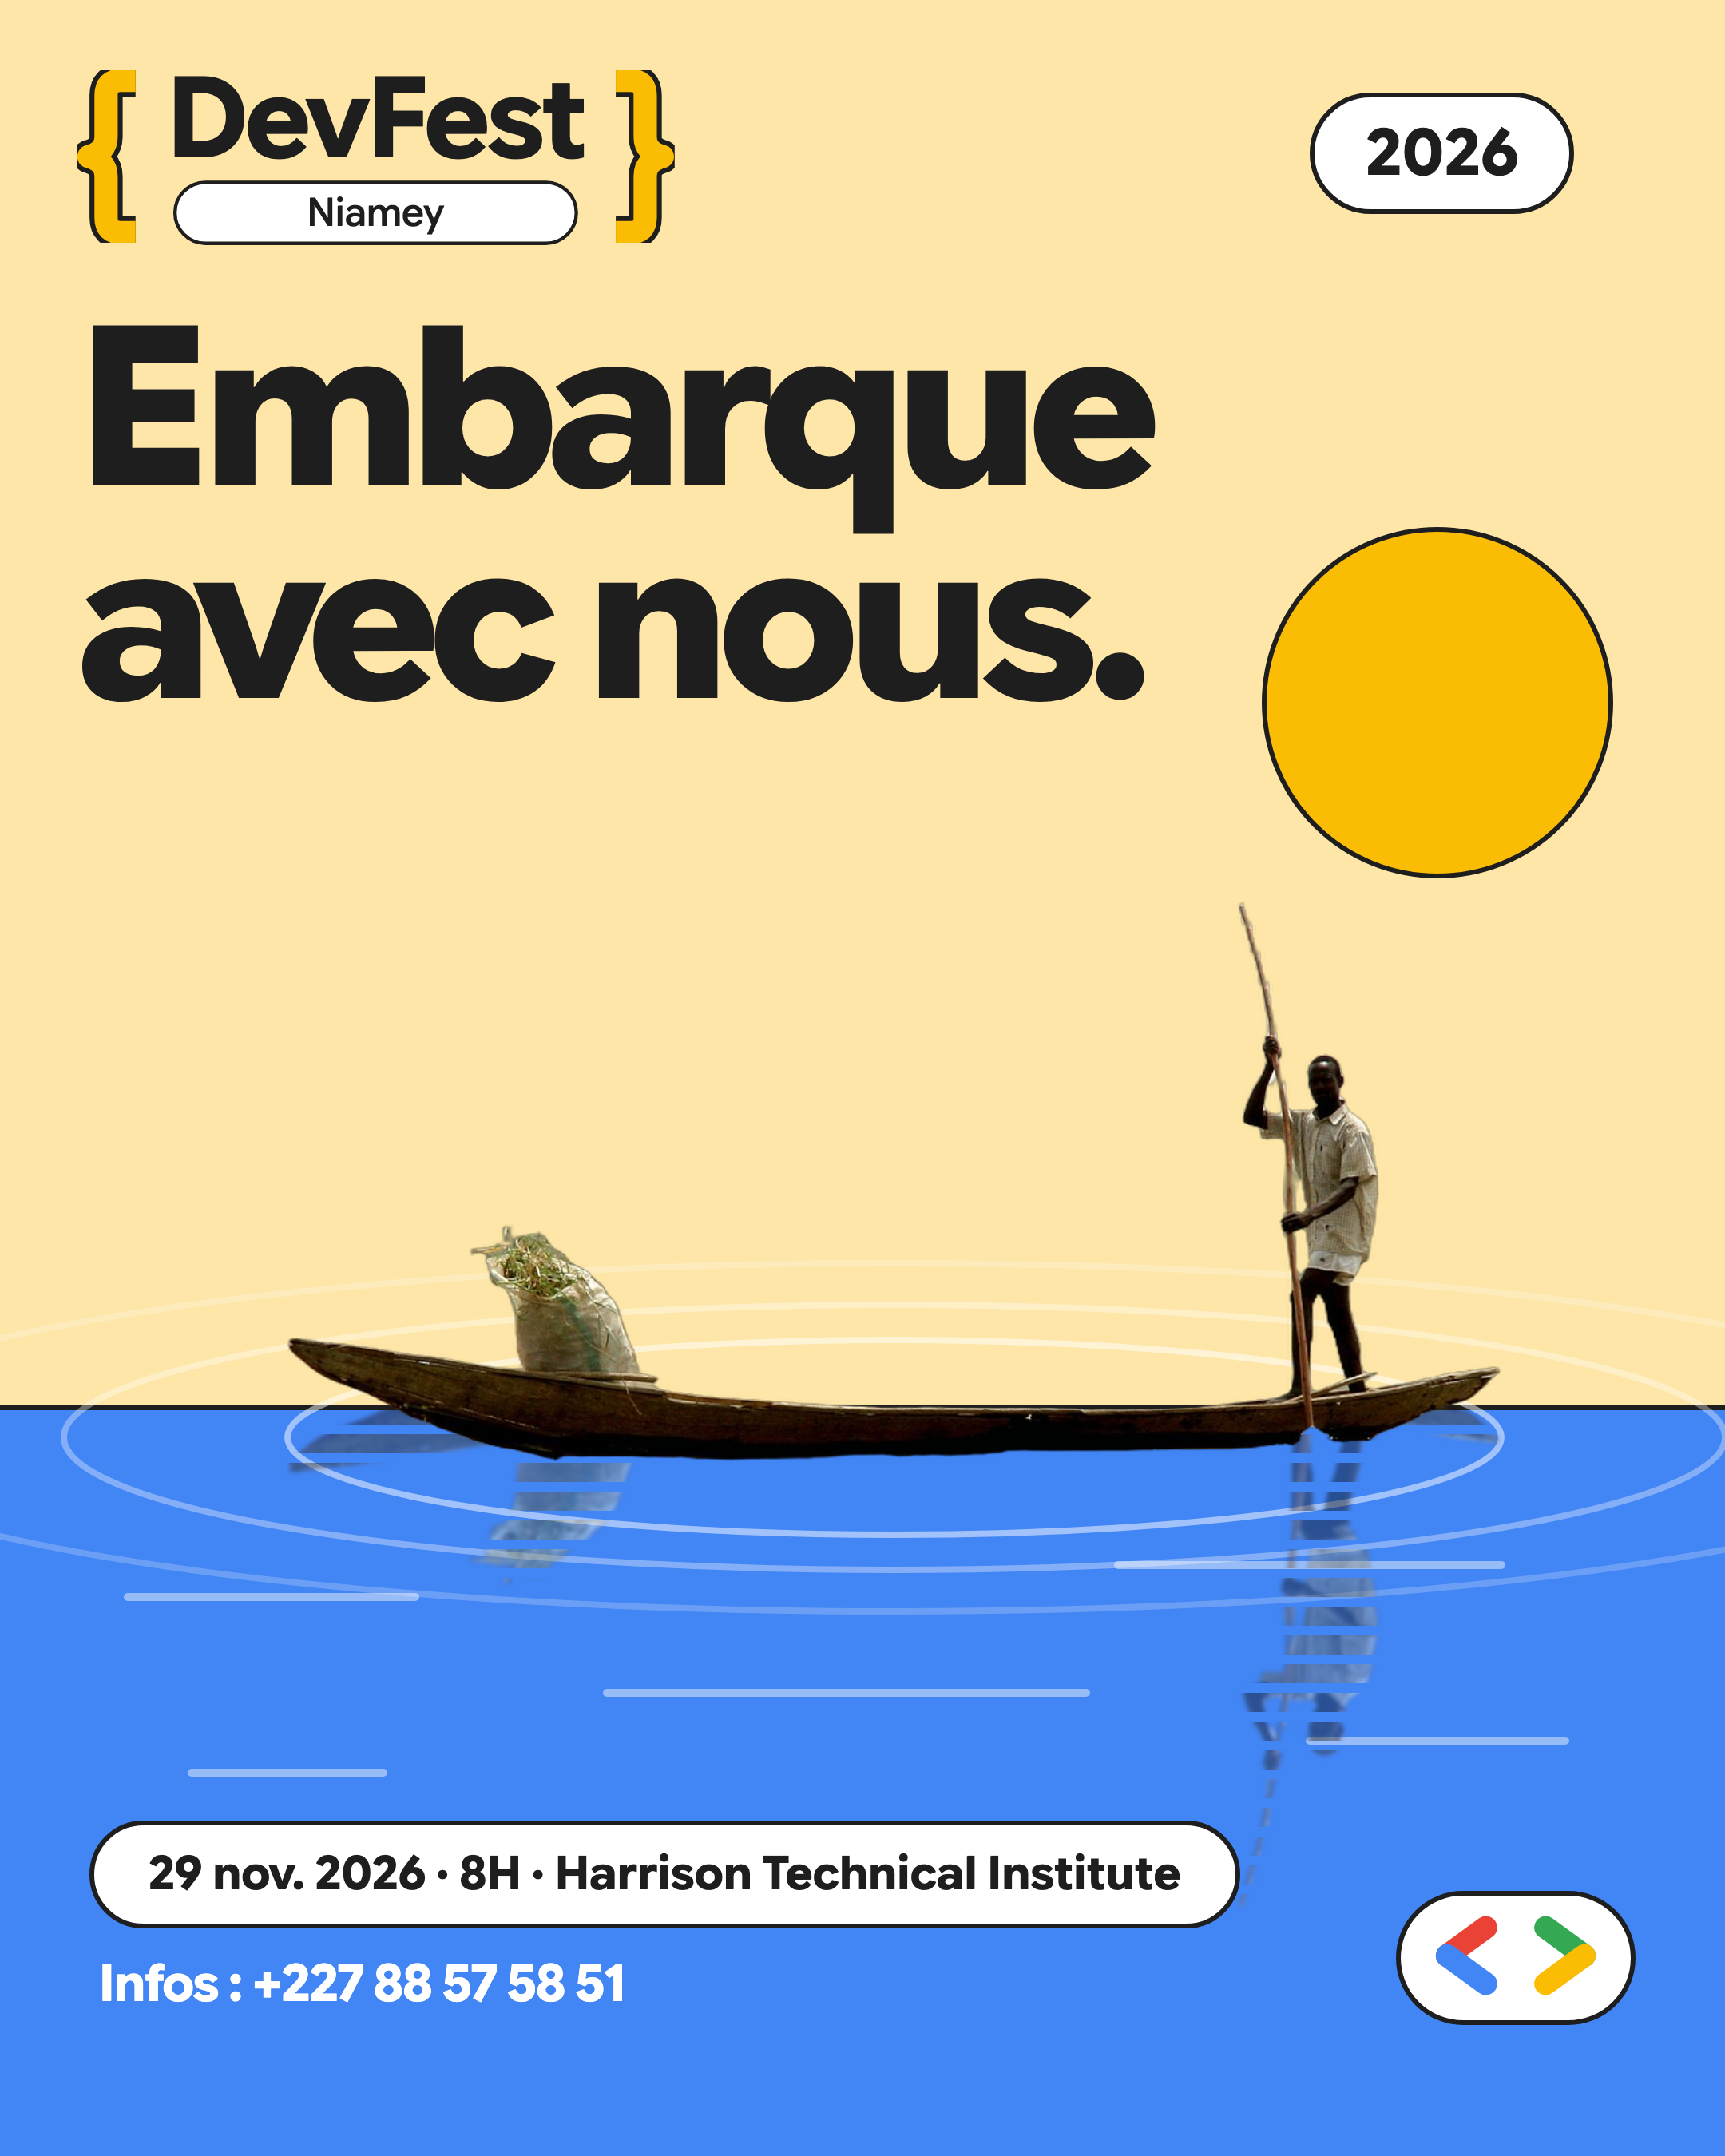 DevFest
Niamey
2026
Embarque
avec nous.
29 nov. 2026 · 8H · Harrison Technical Institute
Infos : +227 88 57 58 51